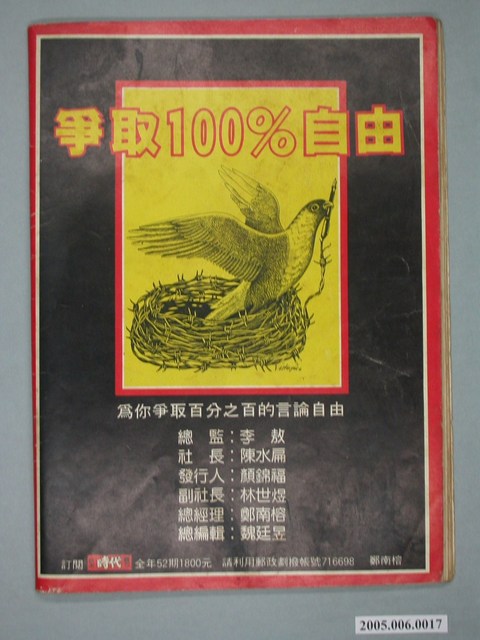 爭取100%自由
為你爭取百分之百的言論自由
總監：李敖
社長：陳水扁
發行人：顏錦福
副社長：林世煜
總經理：鄭南榕
總編輯：魏廷昱
訂閱 時代 全年52期1800元 請利用郵政劃撥帳號716698 鄭南榕
2005.006.0017